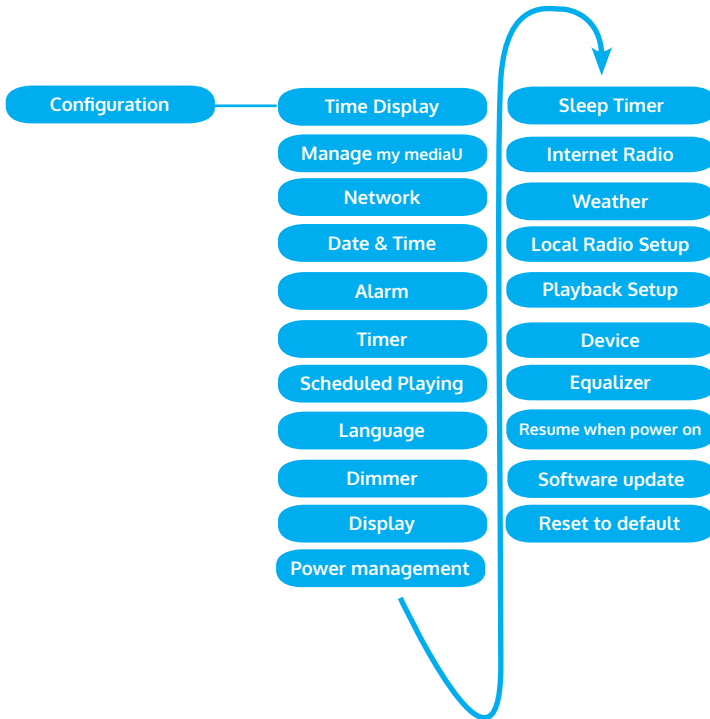 Configuration
Time Display
Manage my mediaU
Network
Date & Time
Alarm
Timer
Scheduled Playing
Language
Dimmer
Display
Power management
Sleep Timer
Internet Radio
Weather
Local Radio Setup
Playback Setup
Device
Equalizer
Resume when power on
Software update
Reset to default